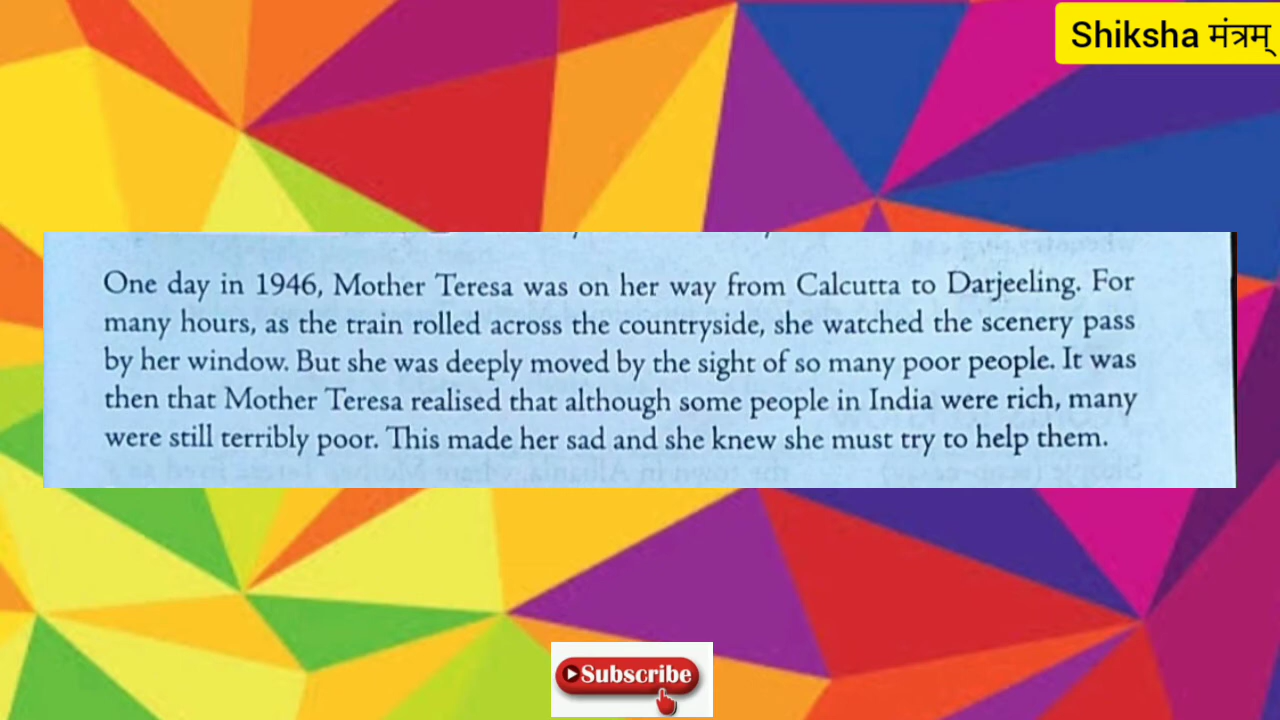 Shiksha मंत्रम्
One day in 1946, Mother Teresa was on her way from Calcutta to Darjeeling. For
many hours, as the train rolled across the countryside, she watched the scenery pass
by her window. But she was deeply moved by the sight of so many poor people. It was
then that Mother Teresa realised that although some people in India were rich, many
were still terribly poor. This made her sad and she knew she must try to help them.
Subscribe